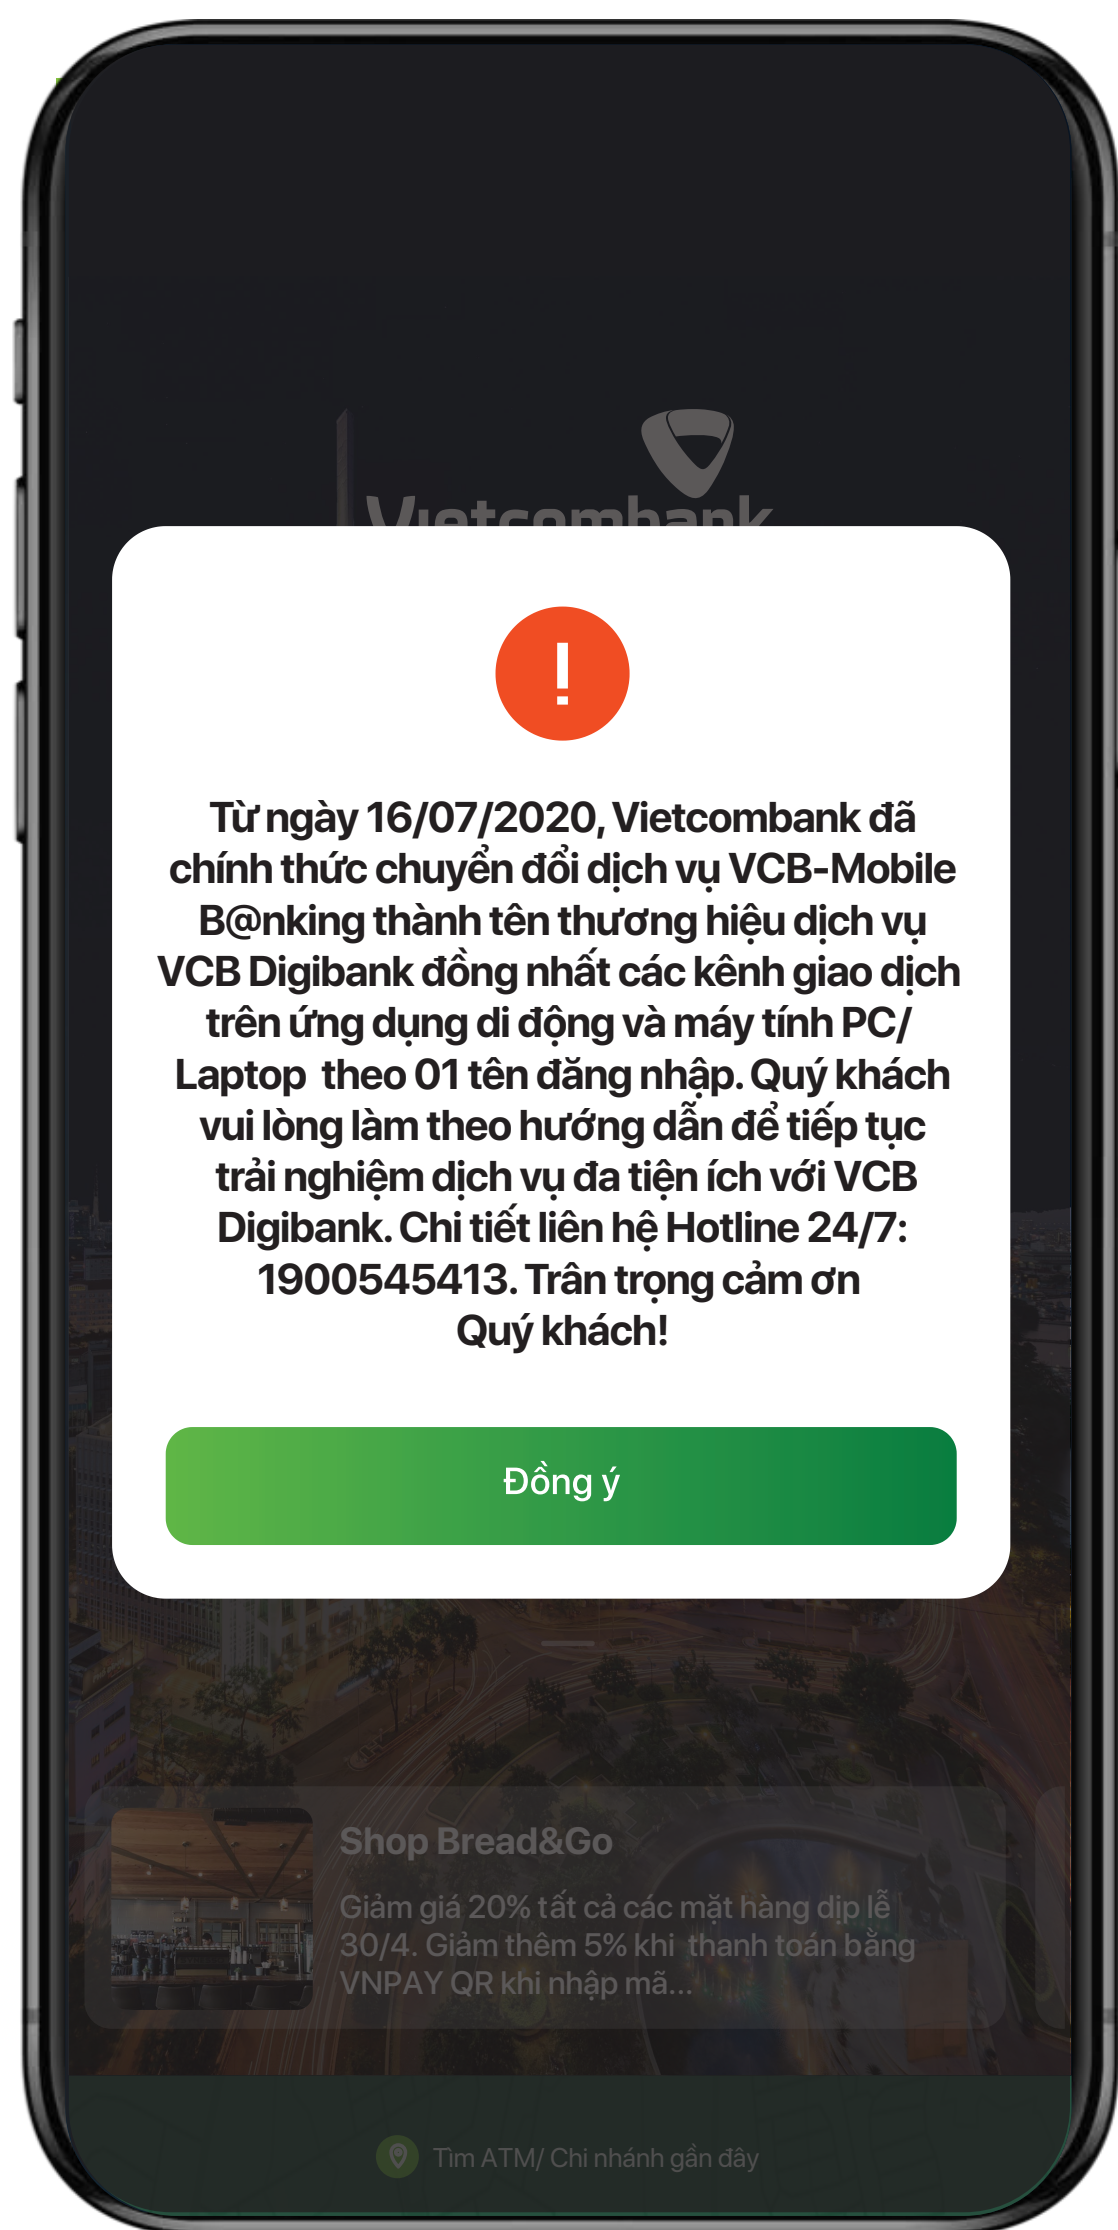 Vietcombank
!
Từ ngày 16/07/2020, Vietcombank đã
chính thức chuyển đổi dịch vụ VCB-Mobile
B@nking thành tên thương hiệu dịch vụ
VCB Digibank đồng nhất các kênh giao dịch
trên ứng dụng di động và máy tính PC/
Laptop  theo 01 tên đăng nhập. Quý khách
vui lòng làm theo hướng dẫn để tiếp tục
trải nghiệm dịch vụ đa tiện ích với VCB
Digibank. Chi tiết liên hệ Hotline 24/7:
1900545413. Trân trọng cảm ơn
Quý khách!
Đồng ý
Shop Bread&Go
Giảm giá 20% tất cả các mặt hàng dịp lễ
30/4. Giảm thêm 5% khi  thanh toán bằng
VNPAY QR khi nhập mã...
Tìm ATM/ Chi nhánh gần đây